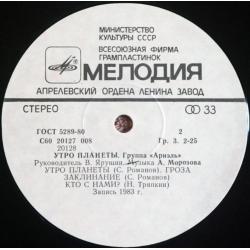 МИНИСТЕРСТВО
КУЛЬТУРЫ СССР
ВСЕСОЮЗНАЯ ФИРМА
ГРАМПЛАСТИНОК
МЕЛОДИЯ
АПРЕЛЕВСКИЙ ОРДЕНА ЛЕНИНА ЗАВОД
СТЕРЕО 33
ГОСТ 5289-80 2
С60 20127 008 Гр. 3. 2-25
20128
УТРО ПЛАНЕТЫ. Группа «Ариэль»
Руководитель В. Ярушин. Музыка А. Морозова
УТРО ПЛАНЕТЫ (С. Романов). ГРОЗА
ЗАКЛИНАНИЕ (С. Романов)
КТО С НАМИ? (Н. Тряпкин)
Запись 1983 г.